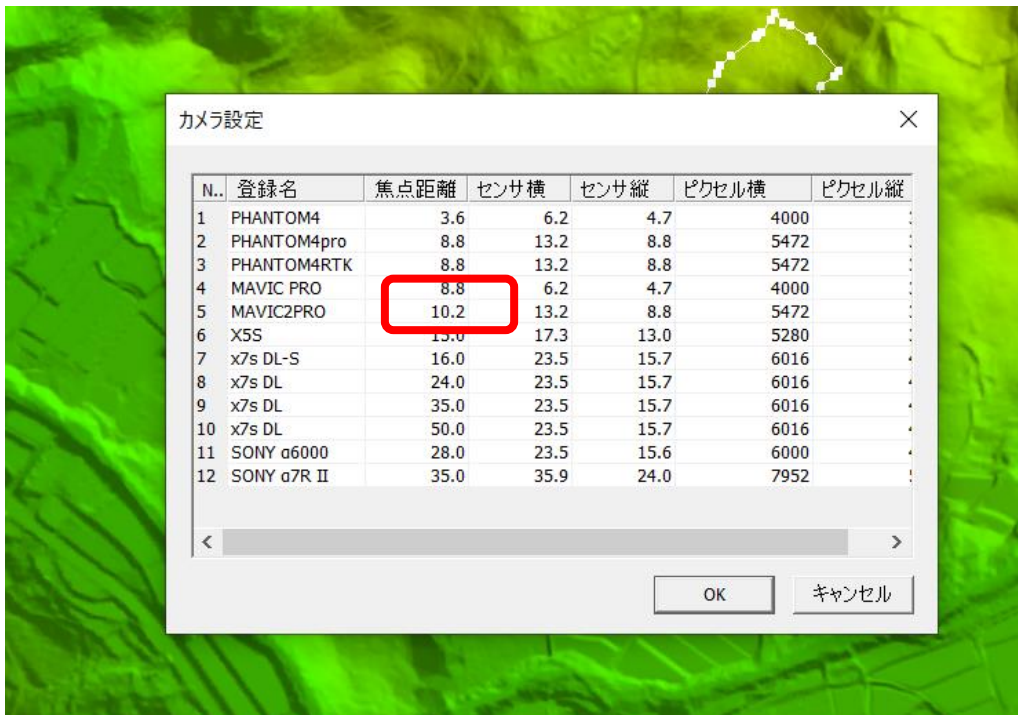 カメラ設定
N.. 登録名 焦点距離 センサ横 センサ縦 ピクセル横 ピクセル縦
1 PHANTOM4 3.6 6.2 4.7 4000
2 PHANTOM4pro 8.8 13.2 8.8 5472
3 PHANTOM4RTK 8.8 13.2 8.8 5472
4 MAVIC PRO 8.8 6.2 4.7 4000
5 MAVIC2PRO 10.2 13.2 8.8 5472
6 X5S 15.0 17.3 13.0 5280
7 x7s DL-S 16.0 23.5 15.7 6016
8 x7s DL 24.0 23.5 15.7 6016
9 x7s DL 35.0 23.5 15.7 6016
10 x7s DL 50.0 23.5 15.7 6016
11 SONY α6000 28.0 23.5 15.6 6000
12 SONY α7R II 35.0 35.9 24.0 7952
OK キャンセル